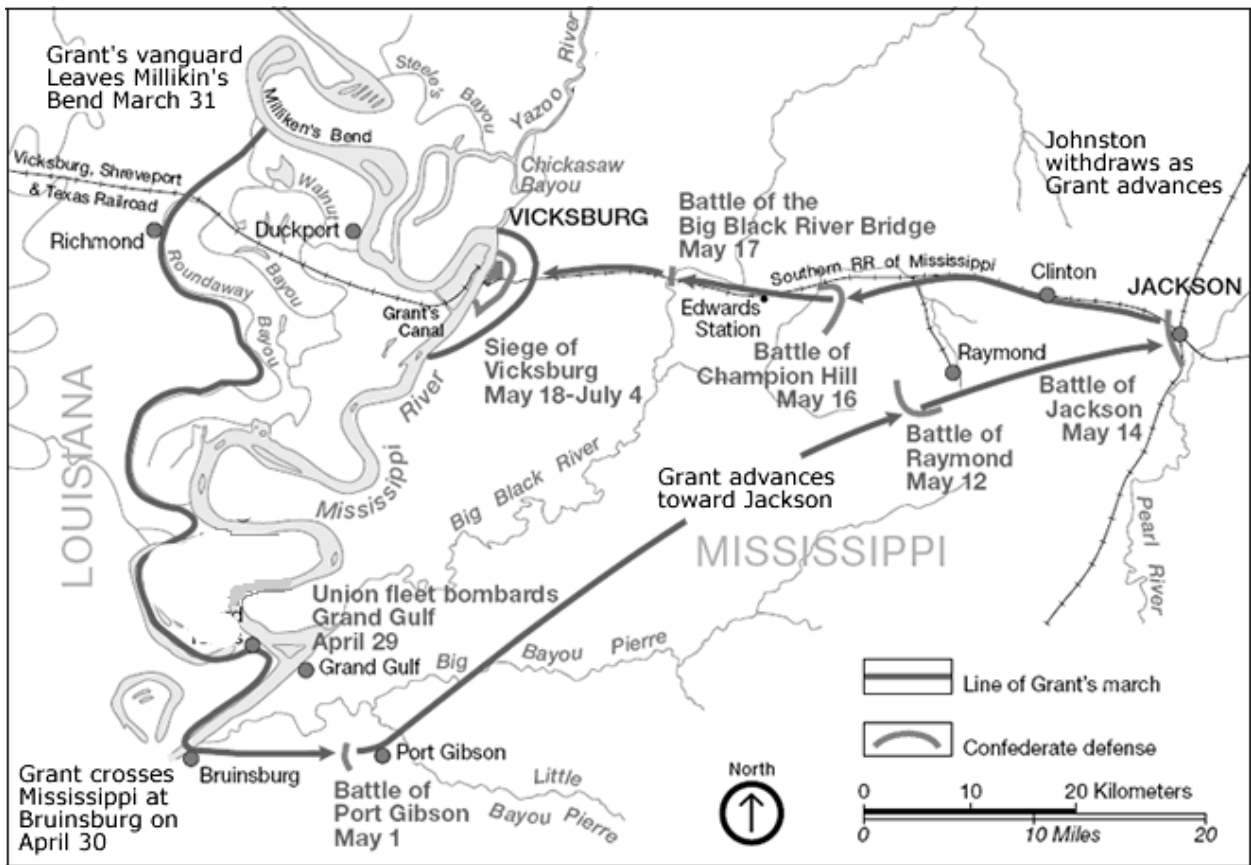 Grant's vanguard
Leaves Millikin's
Bend March 31
Milliken's Bend
Steele's
Bayou
Yazoo
River
Chickasaw
Bayou
Vicksburg, Shreveport
& Texas Railroad
Richmond
Walnut
Bayou
Duckport
VICKSBURG
Roundaway
Bayou
Grant's
Canal
Siege of
Vicksburg
May 18-July 4
Battle of the
Big Black River Bridge
May 17
Southern RR of Mississippi
Edwards
Station
Battle of
Champion Hill
May 16
Clinton
Johnston
withdraws as
Grant advances
JACKSON
Raymond
Battle of
Jackson
May 14
Battle of
Raymond
May 12
Grant advances
toward Jackson
LOUISIANA
MISSISSIPPI
Mississippi
River
Big Black River
Pearl River
Union fleet bombards
Grand Gulf
April 29
Grand Gulf
Big Bayou Pierre
Port Gibson
Little
Bayou Pierre
Bruinsburg
Battle of
Port Gibson
May 1
Grant crosses
Mississippi at
Bruinsburg on
April 30
North
Line of Grant's march
Confederate defense
0 10 20 Kilometers
0 10 Miles 20